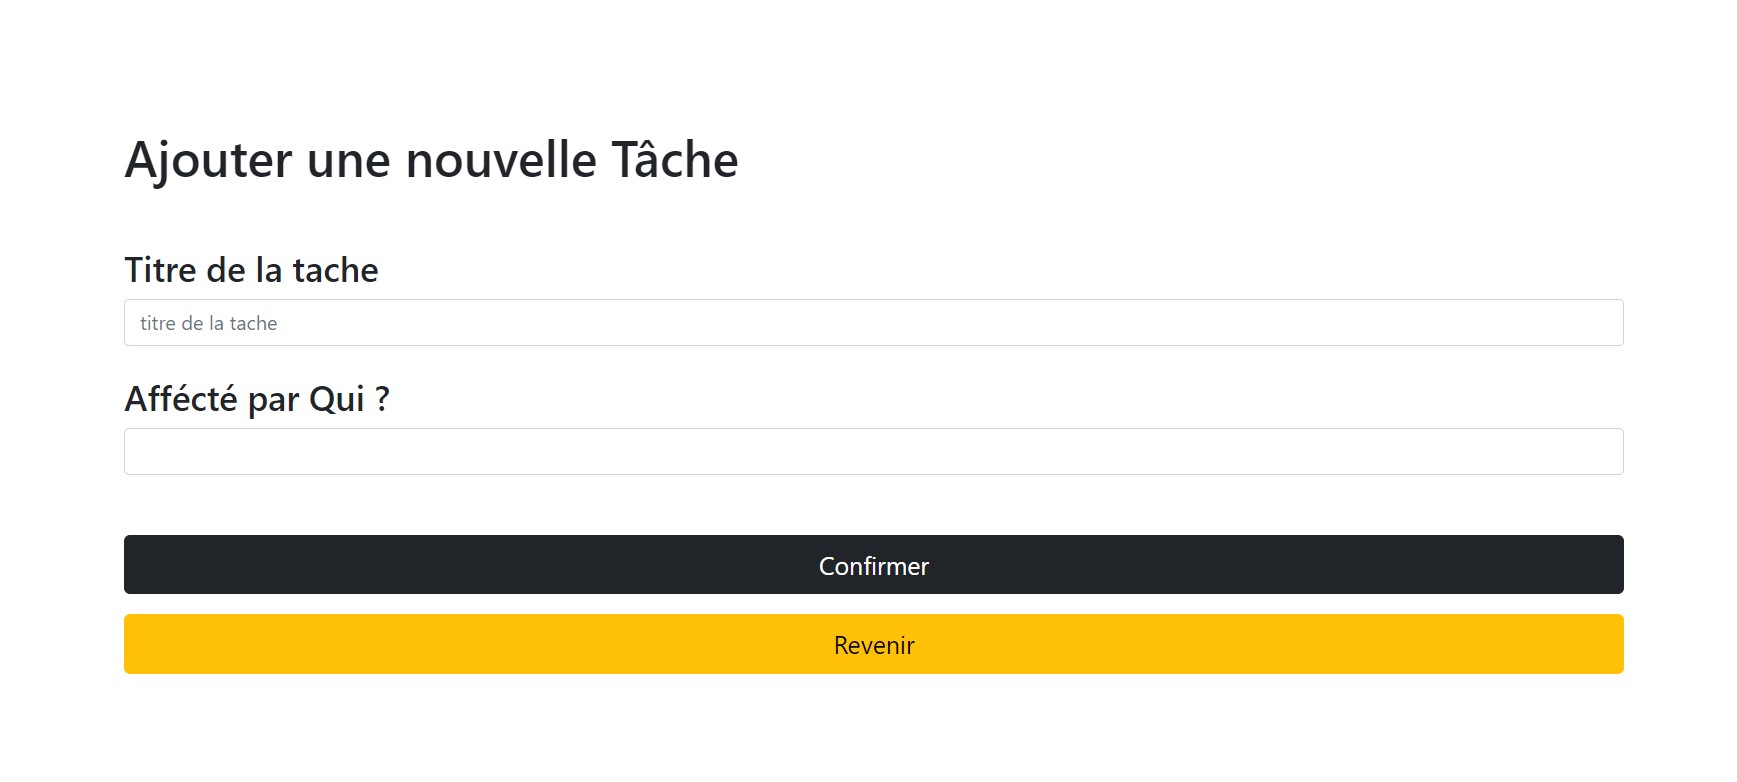 Ajouter une nouvelle Tâche
Titre de la tache
titre de la tache
Affécté par Qui ?
Confirmer
Revenir